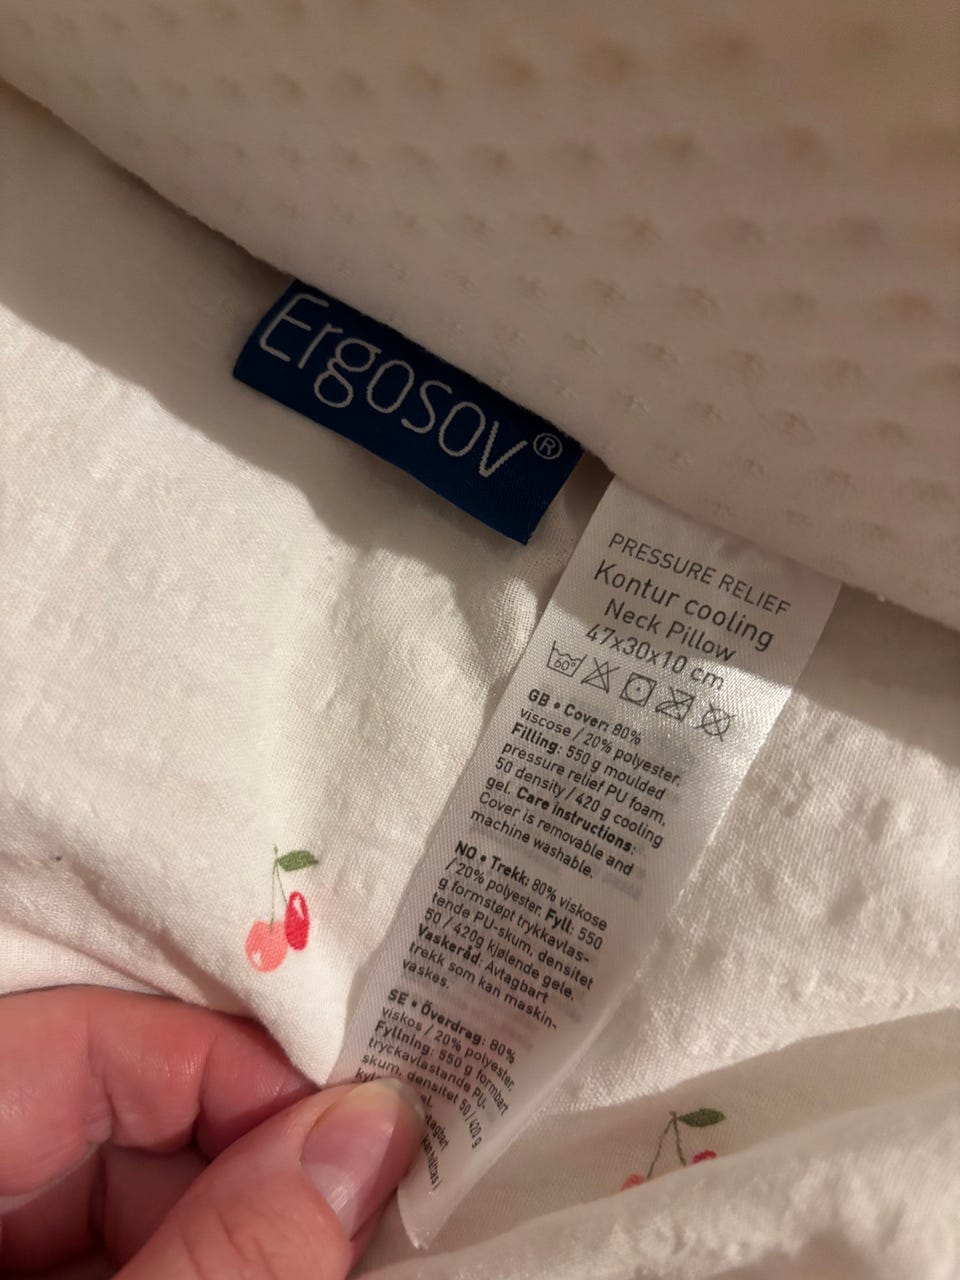 Ergosov®
PRESSURE RELIEF
Kontur cooling
Neck Pillow
47x30x10 cm
60°
GB • Cover: 80%
viscose / 20% polyester.
Filling: 550 g moulded
pressure relief PU foam,
50 density / 420 g cooling
gel. Care instructions:
Cover is removable and
machine washable.
NO • Trekk: 80% viskose
/ 20% polyester. Fyll: 550
g formstøpt trykkavlas-
tende PU-skum, densitet
50 / 420g kjølende gele.
Vaskeråd: Avtagbart
trekk som kan maskin-
vaskes.
SE • Överdrag: 80%
viskos / 20% polyester.
Fyllning: 550 g formbart
tryckavlastande PU-
skum, densitet 50 / 420 g